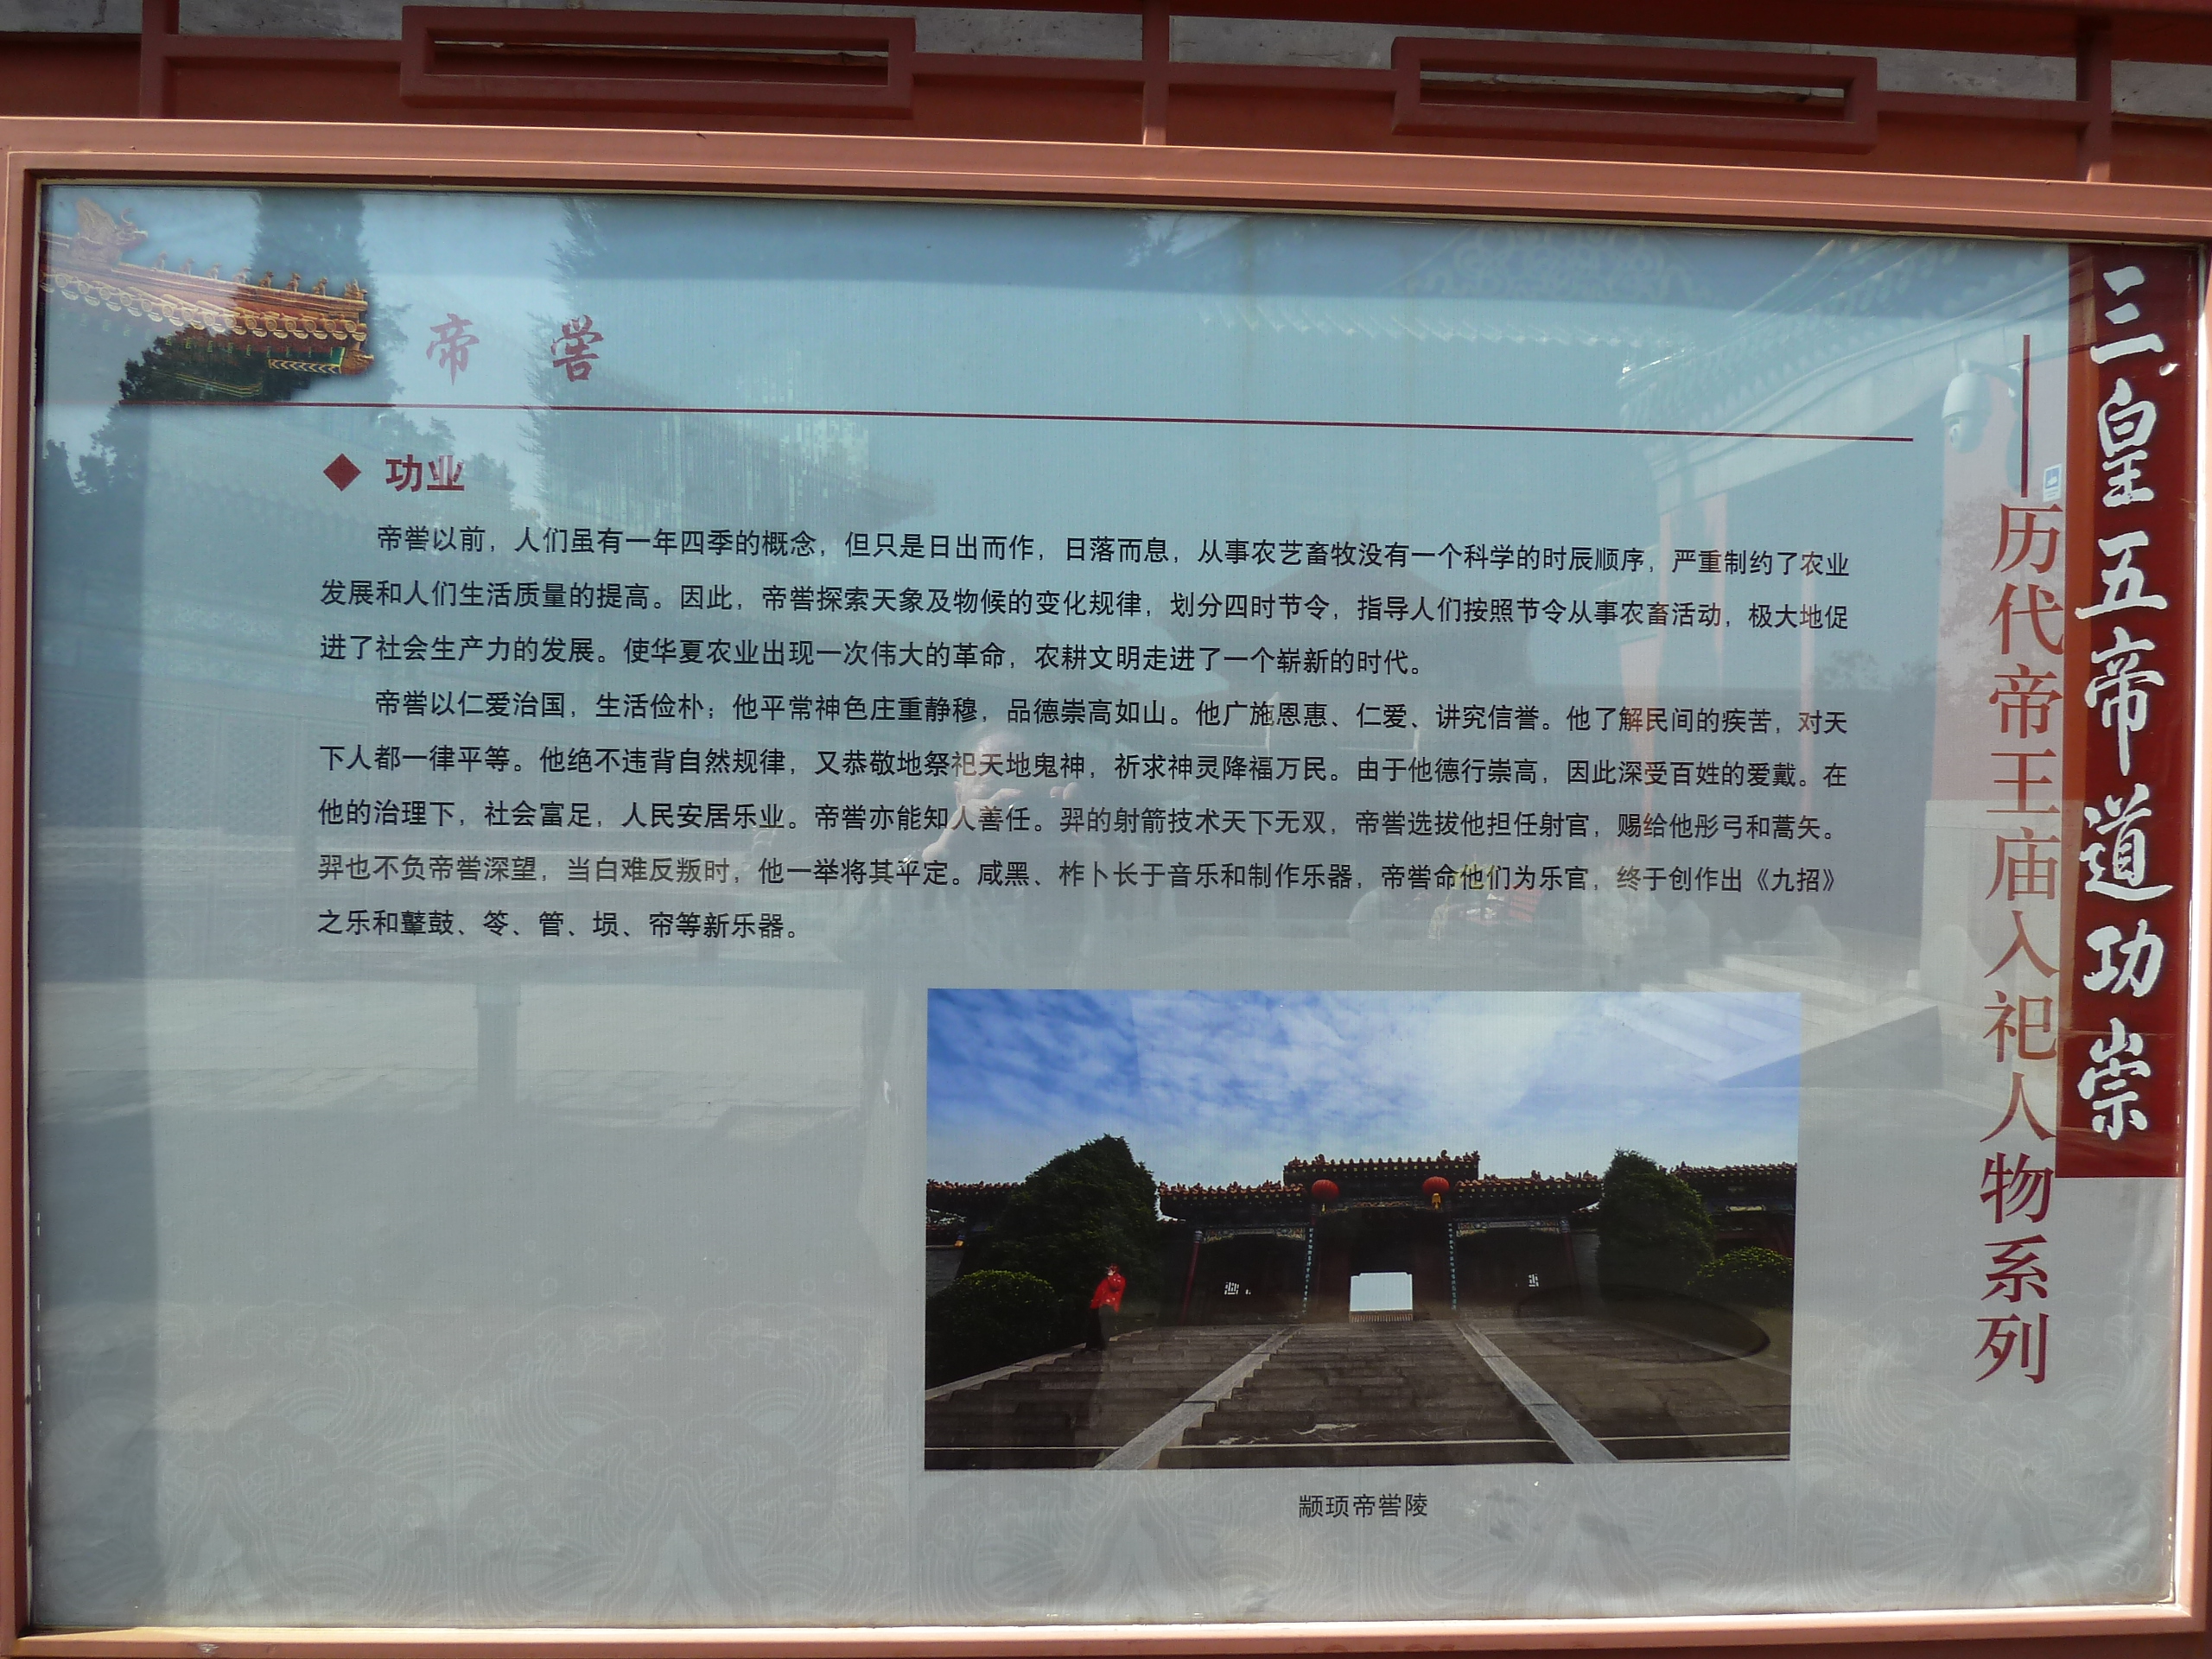 三皇五帝道功崇
——历代帝王庙入祀人物系列
帝喾
◆ 功业
帝喾以前，人们虽有一年四季的概念，但只是日出而作，日落而息，从事农艺畜牧没有一个科学的时辰顺序，严重制约了农业
发展和人们生活质量的提高。因此，帝喾探索天象及物候的变化规律，划分四时节令，指导人们按照节令从事农畜活动，极大地促
进了社会生产力的发展。使华夏农业出现一次伟大的革命，农耕文明走进了一个崭新的时代。
帝喾以仁爱治国，生活俭朴；他平常神色庄重静穆，品德崇高如山。他广施恩惠、仁爱、讲究信誉。他了解民间的疾苦，对天
下人都一律平等。他绝不违背自然规律，又恭敬地祭祀天地鬼神，祈求神灵降福万民。由于他德行崇高，因此深受百姓的爱戴。在
他的治理下，社会富足，人民安居乐业。帝喾亦能知人善任。羿的射箭技术天下无双，帝喾选拔他担任射官，赐给他彤弓和蒿矢。
羿也不负帝喾深望，当白难反叛时，他一举将其平定。咸黑、柞卜长于音乐和制作乐器，帝喾命他们为乐官，终于创作出《九招》
之乐和鼙鼓、笭、管、埙、帘等新乐器。
颛顼帝喾陵
30